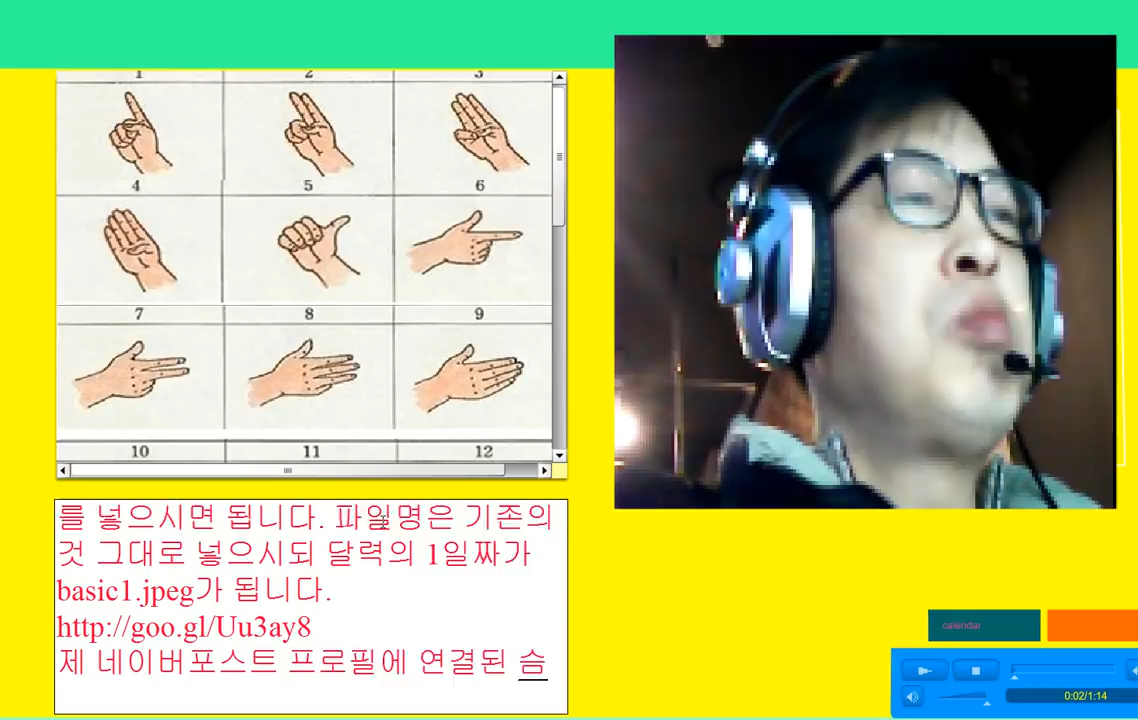 1 2 3
4 5 6
7 8 9
10 11 12
를 넣으시면 됩니다. 파일명은 기존의
것 그대로 넣으시되 달력의 1일짜가
basic1.jpeg가 됩니다.
http://goo.gl/Uu3ay8
제 네이버포스트 프로필에 연결된 슴
calendar
0:02/1:14